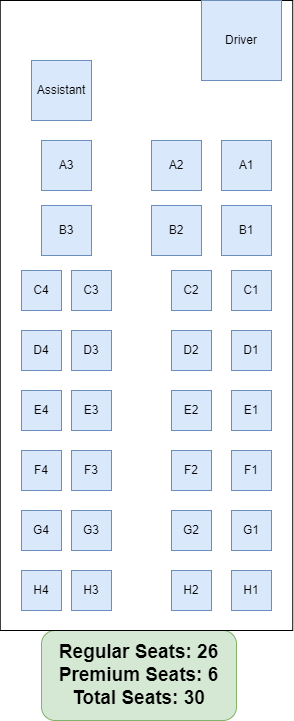 Driver
Assistant
A3 A2 A1
B3 B2 B1
C4 C3 C2 C1
D4 D3 D2 D1
E4 E3 E2 E1
F4 F3 F2 F1
G4 G3 G2 G1
H4 H3 H2 H1
Regular Seats: 26
Premium Seats: 6
Total Seats: 30